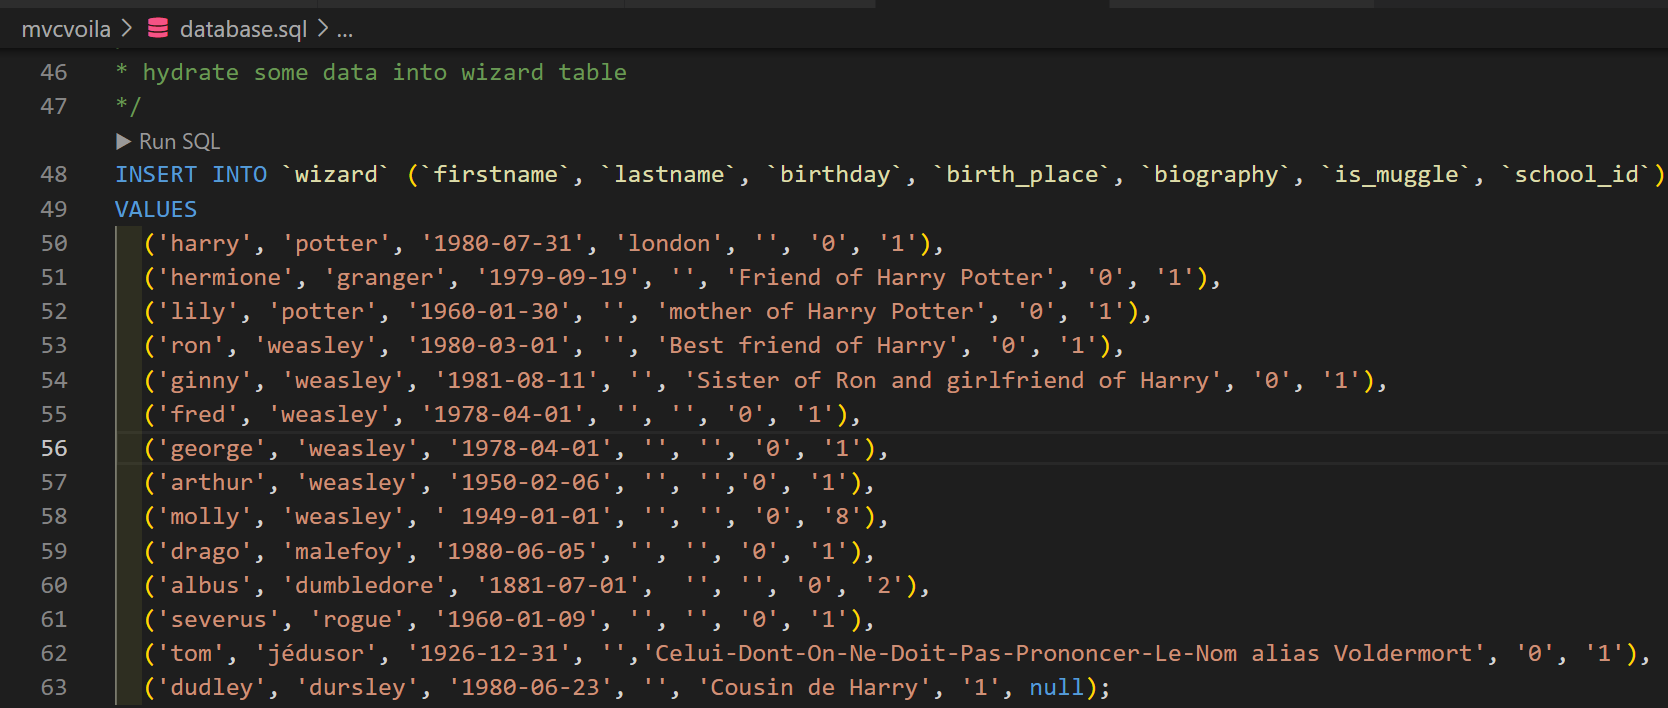 mvcvoila > database.sql > ...
46 * hydrate some data into wizard table
47 */
▶ Run SQL
48 INSERT INTO `wizard` (`firstname`, `lastname`, `birthday`, `birth_place`, `biography`, `is_muggle`, `school_id`)
49 VALUES
50 ('harry', 'potter', '1980-07-31', 'london', '', '0', '1'),
51 ('hermione', 'granger', '1979-09-19', '', 'Friend of Harry Potter', '0', '1'),
52 ('lily', 'potter', '1960-01-30', '', 'mother of Harry Potter', '0', '1'),
53 ('ron', 'weasley', '1980-03-01', '', 'Best friend of Harry', '0', '1'),
54 ('ginny', 'weasley', '1981-08-11', '', 'Sister of Ron and girlfriend of Harry', '0', '1'),
55 ('fred', 'weasley', '1978-04-01', '', '', '0', '1'),
56 ('george', 'weasley', '1978-04-01', '', '', '0', '1'),
57 ('arthur', 'weasley', '1950-02-06', '', '','0', '1'),
58 ('molly', 'weasley', ' 1949-01-01', '', '', '0', '8'),
59 ('drago', 'malefoy', '1980-06-05', '', '', '0', '1'),
60 ('albus', 'dumbledore', '1881-07-01',  '', '', '0', '2'),
61 ('severus', 'rogue', '1960-01-09', '', '', '0', '1'),
62 ('tom', 'jédusor', '1926-12-31', '','Celui-Dont-On-Ne-Doit-Pas-Prononcer-Le-Nom alias Voldermort', '0', '1'),
63 ('dudley', 'dursley', '1980-06-23', '', 'Cousin de Harry', '1', null);